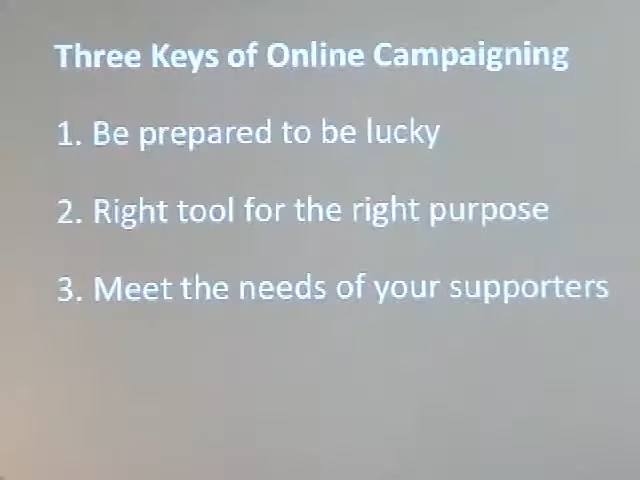 Three Keys of Online Campaigning
1. Be prepared to be lucky
2. Right tool for the right purpose
3. Meet the needs of your supporters